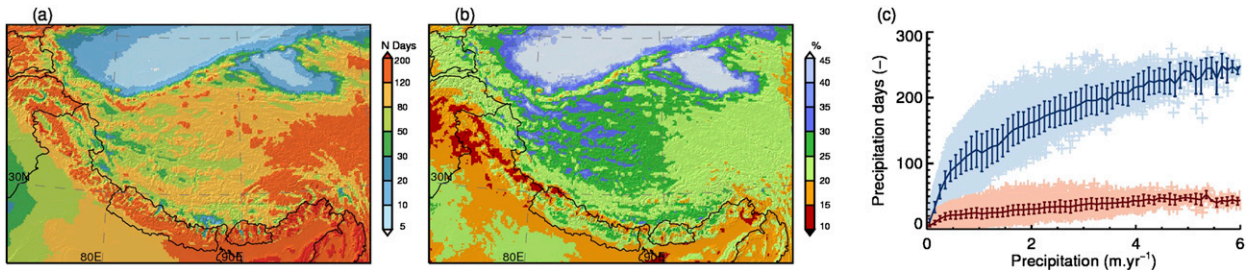 (a)
N Days
200
120
80
50
30
20
10
5
30N
80E
90E
(b)
%
45
40
35
30
25
20
15
10
30N
80E
90E
(c)
Precipitation days (−)
300
200
100
0
0
2
4
6
Precipitation (m.yr⁻¹)